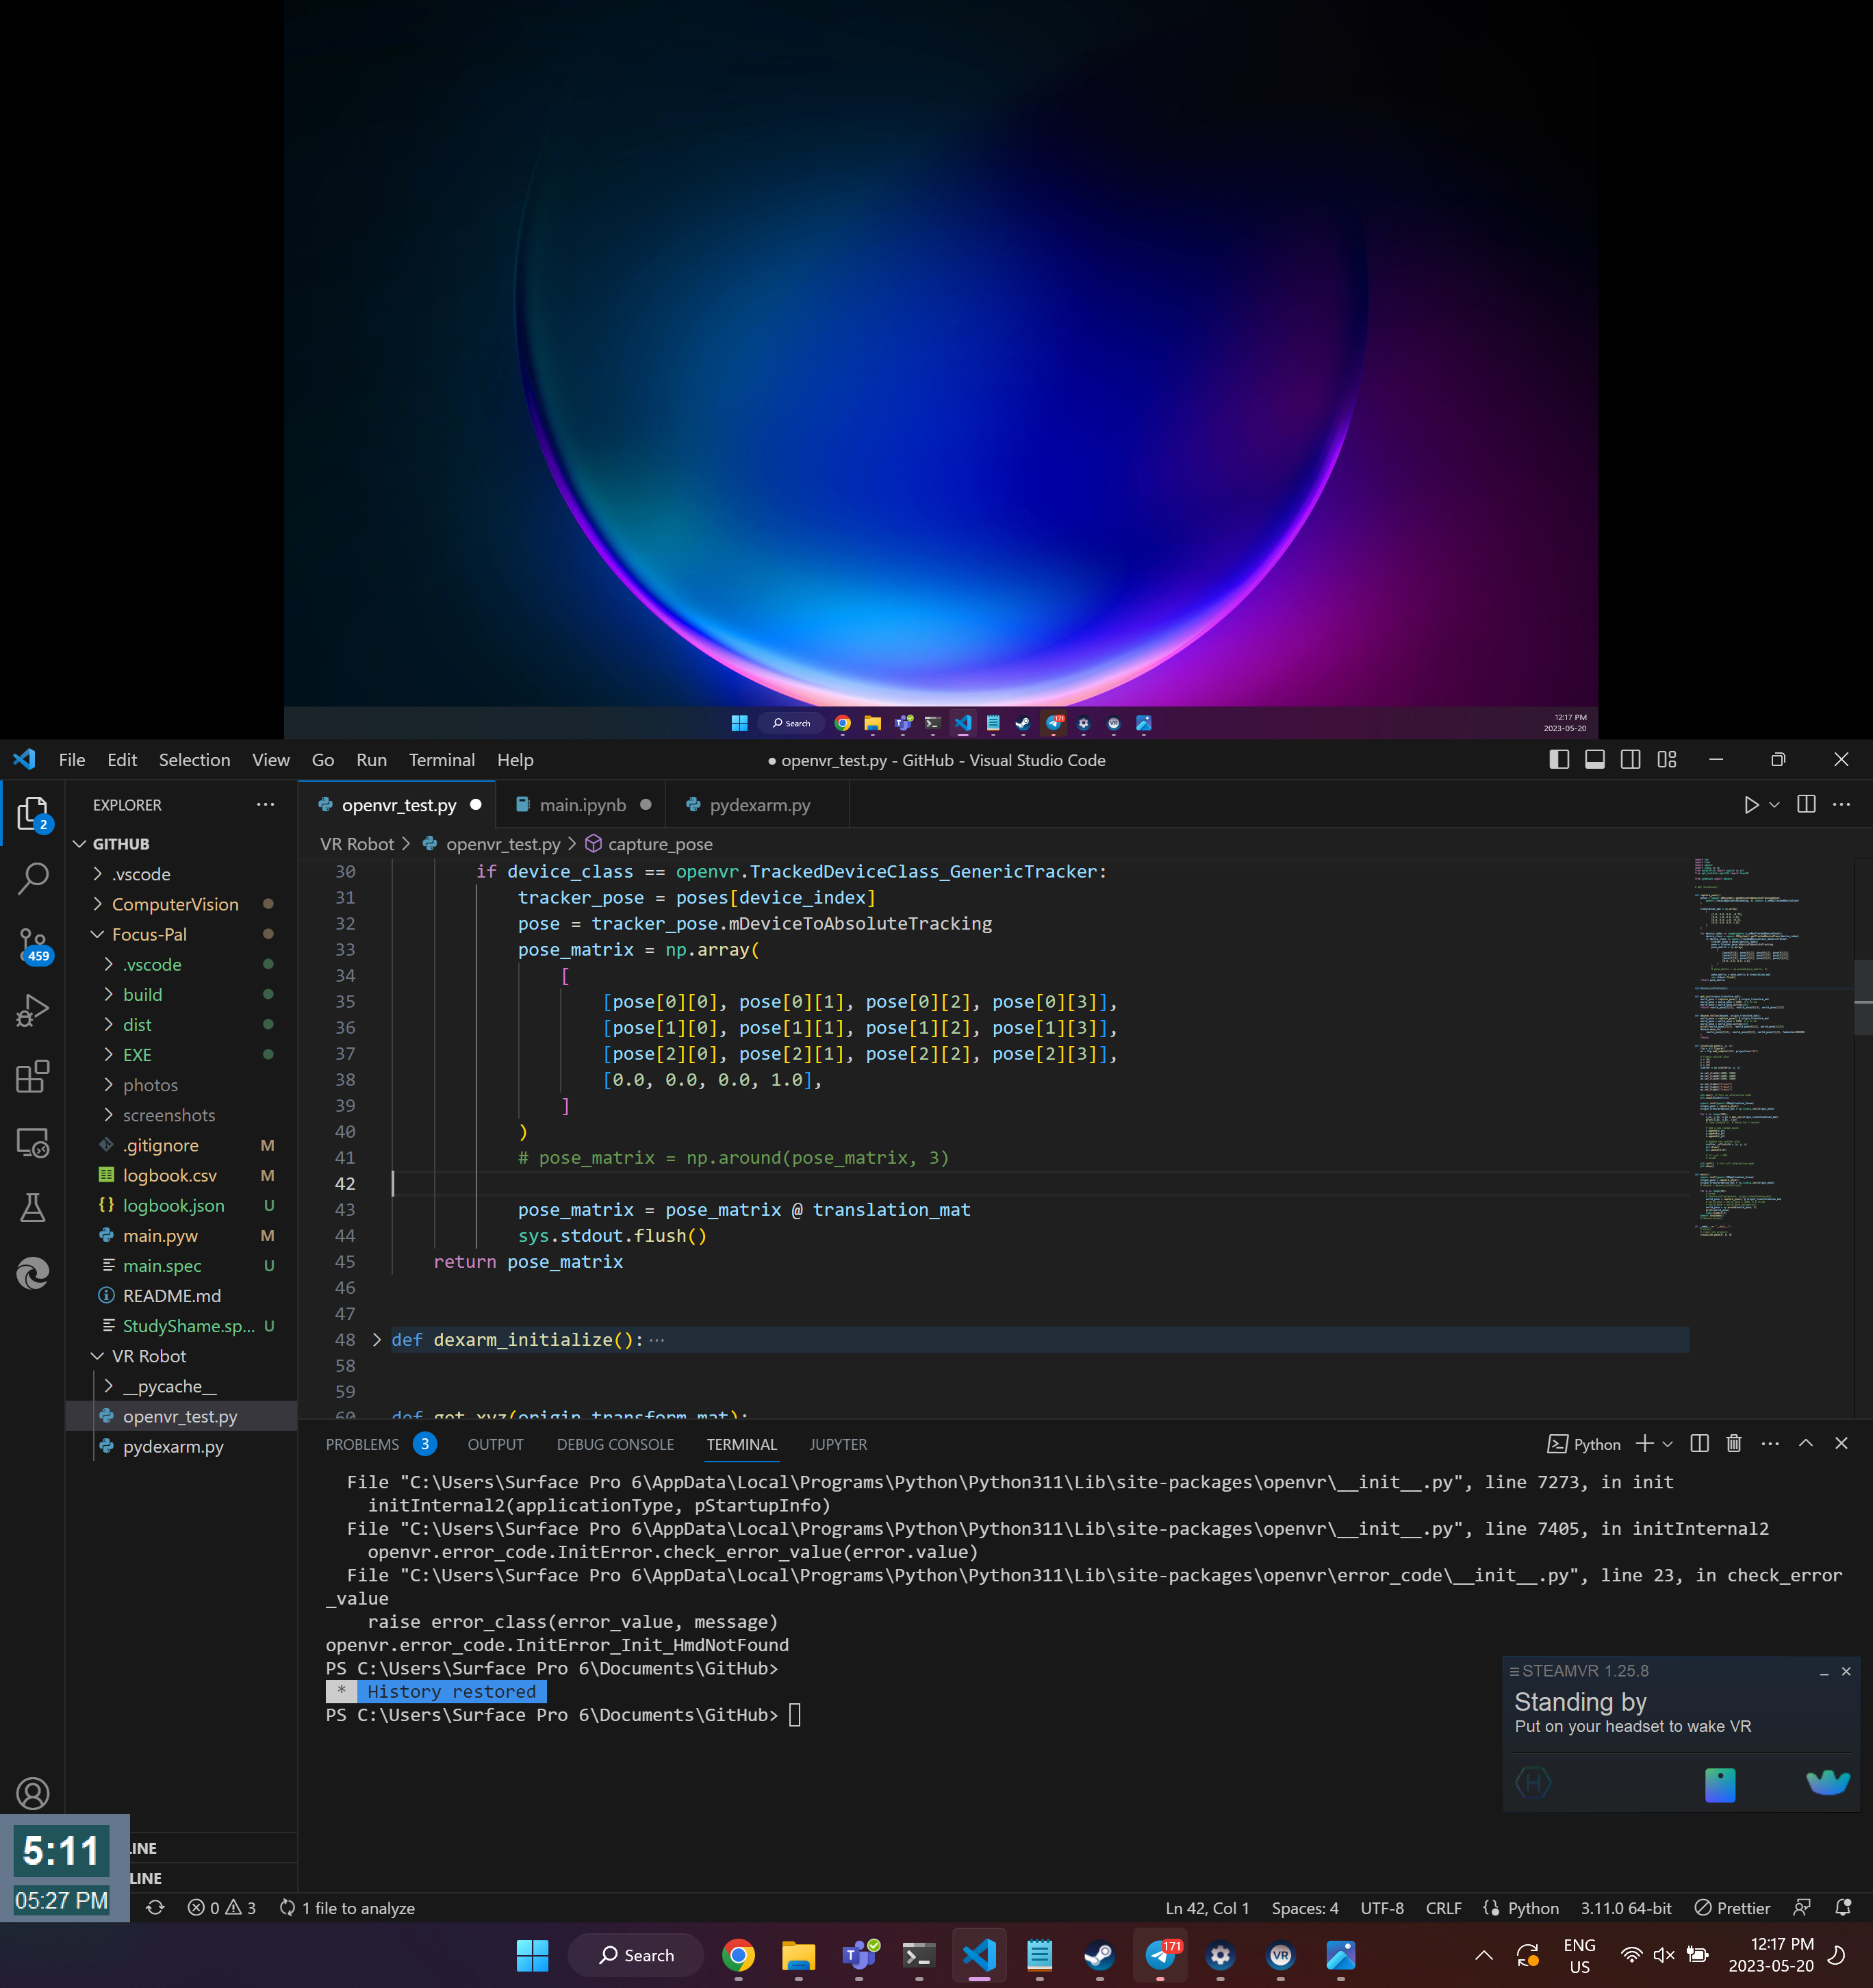 Search
171
12:17 PM
2023-05-20
File Edit Selection View Go Run Terminal Help
● openvr_test.py - GitHub - Visual Studio Code
EXPLORER
openvr_test.py
main.ipynb
pydexarm.py
2
GITHUB
VR Robot > openvr_test.py > capture_pose
.vscode
ComputerVision
Focus-Pal
.vscode
build
dist
EXE
photos
screenshots
.gitignore M
logbook.csv M
logbook.json U
main.pyw M
main.spec U
README.md
StudyShame.sp... U
VR Robot
__pycache__
openvr_test.py
pydexarm.py
459
30 if device_class == openvr.TrackedDeviceClass_GenericTracker:
31 tracker_pose = poses[device_index]
32 pose = tracker_pose.mDeviceToAbsoluteTracking
33 pose_matrix = np.array(
34 [
35 [pose[0][0], pose[0][1], pose[0][2], pose[0][3]],
36 [pose[1][0], pose[1][1], pose[1][2], pose[1][3]],
37 [pose[2][0], pose[2][1], pose[2][2], pose[2][3]],
38 [0.0, 0.0, 0.0, 1.0],
39 ]
40 )
41 # pose_matrix = np.around(pose_matrix, 3)
42
43 pose_matrix = pose_matrix @ translation_mat
44 sys.stdout.flush()
45 return pose_matrix
46
47
48 def dexarm_initialize():···
58
59
60 def get_xyz(origin_transform_mat):
PROBLEMS 3 OUTPUT DEBUG CONSOLE TERMINAL JUPYTER
Python
File "C:\Users\Surface Pro 6\AppData\Local\Programs\Python\Python311\Lib\site-packages\openvr\__init__.py", line 7273, in init
initInternal2(applicationType, pStartupInfo)
File "C:\Users\Surface Pro 6\AppData\Local\Programs\Python\Python311\Lib\site-packages\openvr\__init__.py", line 7405, in initInternal2
openvr.error_code.InitError.check_error_value(error.value)
File "C:\Users\Surface Pro 6\AppData\Local\Programs\Python\Python311\Lib\site-packages\openvr\error_code\__init__.py", line 23, in check_error
_value
raise error_class(error_value, message)
openvr.error_code.InitError_Init_HmdNotFound
PS C:\Users\Surface Pro 6\Documents\GitHub>
* History restored
PS C:\Users\Surface Pro 6\Documents\GitHub>
STEAMVR 1.25.8
Standing by
Put on your headset to wake VR
5:11
05:27 PM
LINE
LINE
0 3 1 file to analyze
Ln 42, Col 1 Spaces: 4 UTF-8 CRLF Python 3.11.0 64-bit Prettier
Search
171
VR
ENG
US
12:17 PM
2023-05-20